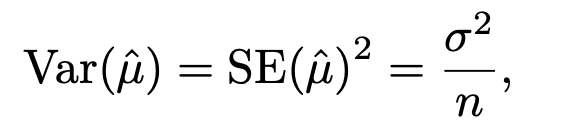 Var(μ̂) = SE(μ̂)² = σ²/n,